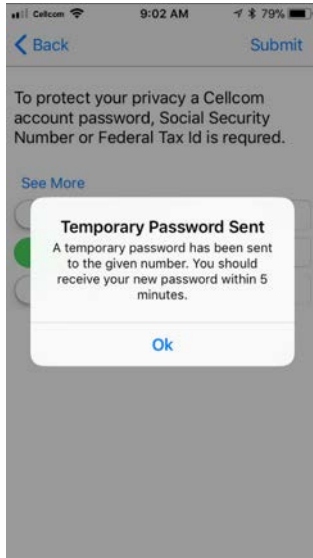 Cellcom 9:02 AM 79%
Back Submit
To protect your privacy a Cellcom
account password, Social Security
Number or Federal Tax Id is requred.
See More
Temporary Password Sent
A temporary password has been sent
to the given number. You should
receive your new password within 5
minutes.
Ok